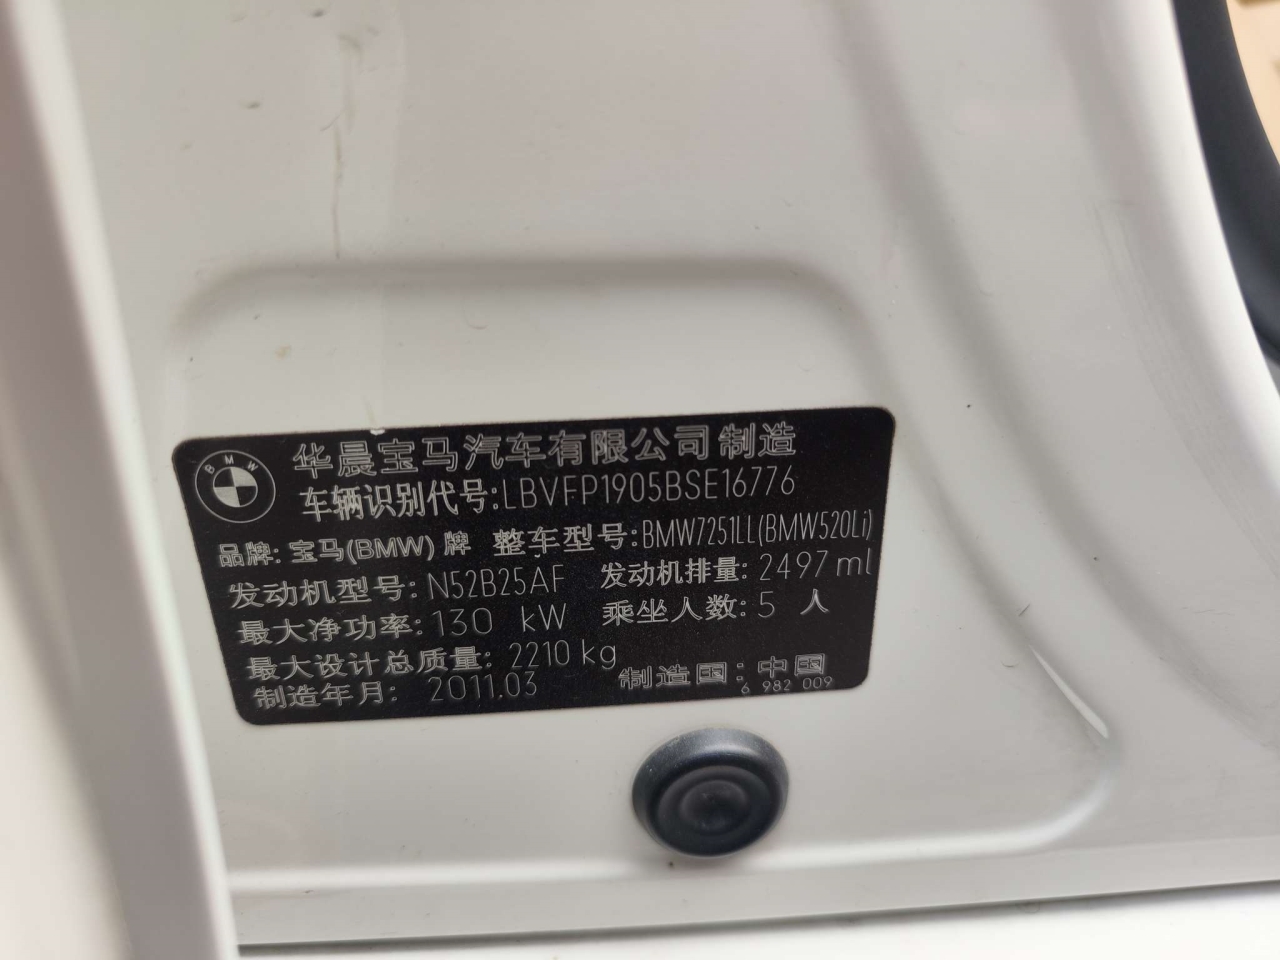 BMW
华晨宝马汽车有限公司制造
车辆识别代号:LBVFP1905BSE16776
品牌: 宝马(BMW) 牌 整车型号:BMW7251LL(BMW520Li)
发动机型号: N52B25AF 发动机排量: 2497ml
最大净功率: 130 kW 乘坐人数: 5 人
最大设计总质量: 2210 kg
制造年月: 2011.03 制造国: 中国
6 982 009